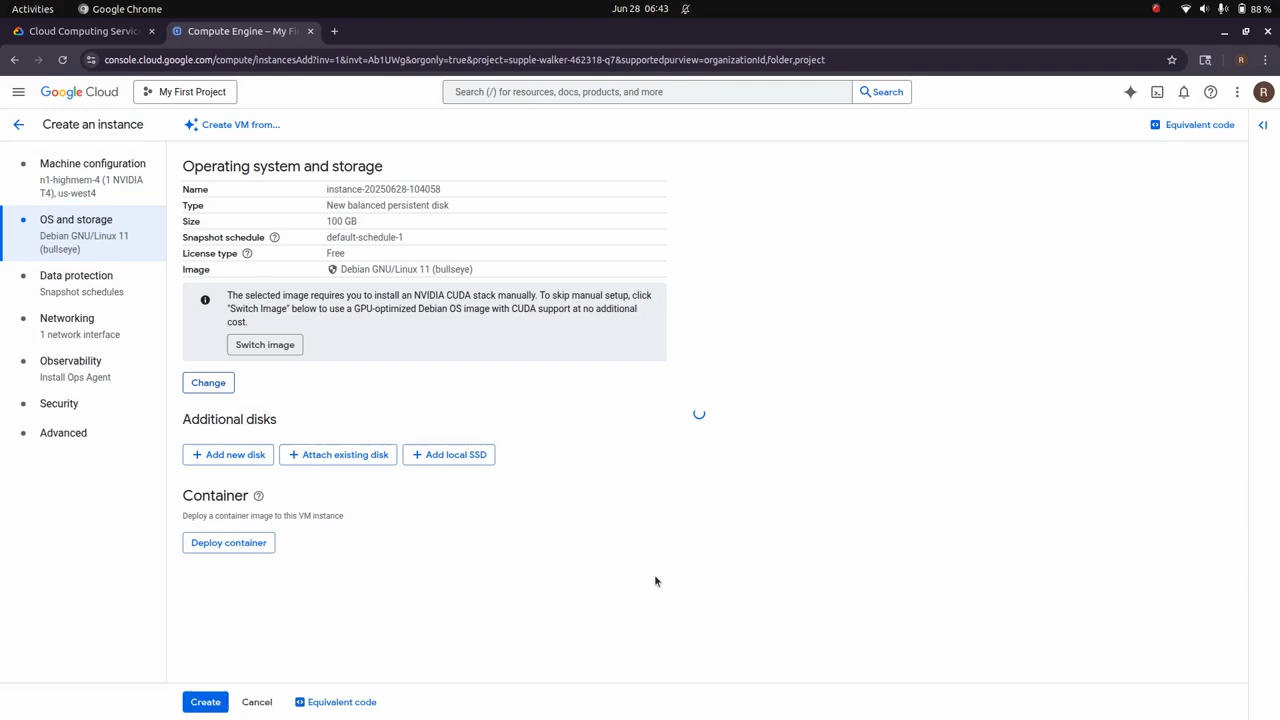 Activities
Google Chrome
Jun 28 06:43
88 %
Cloud Computing Servic
Compute Engine – My Fi
console.cloud.google.com/compute/instancesAdd?inv=1&invt=Ab1UWg&orgonly=true&project=supple-walker-462318-q7&supportedpurview=organizationId,folder,project
R
Google Cloud
My First Project
Search (/) for resources, docs, products, and more
Search
R
Create an instance
Create VM from...
Equivalent code
Machine configuration
n1-highmem-4 (1 NVIDIA
T4), us-west4
OS and storage
Debian GNU/Linux 11
(bullseye)
Data protection
Snapshot schedules
Networking
1 network interface
Observability
Install Ops Agent
Security
Advanced
Operating system and storage
Name instance-20250628-104058
Type New balanced persistent disk
Size 100 GB
Snapshot schedule default-schedule-1
License type Free
Image Debian GNU/Linux 11 (bullseye)
The selected image requires you to install an NVIDIA CUDA stack manually. To skip manual setup, click
"Switch Image" below to use a GPU-optimized Debian OS image with CUDA support at no additional
cost.
Switch image
Change
Additional disks
+ Add new disk
+ Attach existing disk
+ Add local SSD
Container
Deploy a container image to this VM instance
Deploy container
Create
Cancel
Equivalent code